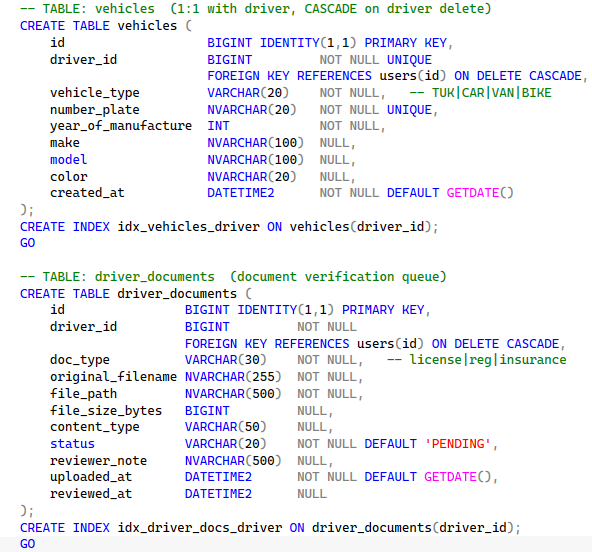 -- TABLE: vehicles  (1:1 with driver, CASCADE on driver delete)
CREATE TABLE vehicles (
    id                   BIGINT IDENTITY(1,1) PRIMARY KEY,
    driver_id            BIGINT         NOT NULL UNIQUE
                         FOREIGN KEY REFERENCES users(id) ON DELETE CASCADE,
    vehicle_type         VARCHAR(20)    NOT NULL,   -- TUK|CAR|VAN|BIKE
    number_plate         NVARCHAR(20)   NOT NULL UNIQUE,
    year_of_manufacture  INT            NOT NULL,
    make                 NVARCHAR(100)  NULL,
    model                NVARCHAR(100)  NULL,
    color                NVARCHAR(20)   NULL,
    created_at           DATETIME2      NOT NULL DEFAULT GETDATE()
);
CREATE INDEX idx_vehicles_driver ON vehicles(driver_id);
GO

-- TABLE: driver_documents  (document verification queue)
CREATE TABLE driver_documents (
    id                BIGINT IDENTITY(1,1) PRIMARY KEY,
    driver_id         BIGINT         NOT NULL
                      FOREIGN KEY REFERENCES users(id) ON DELETE CASCADE,
    doc_type          VARCHAR(30)    NOT NULL,   -- license|reg|insurance
    original_filename NVARCHAR(255)  NOT NULL,
    file_path         NVARCHAR(500)  NOT NULL,
    file_size_bytes   BIGINT         NULL,
    content_type      VARCHAR(50)    NULL,
    status            VARCHAR(20)    NOT NULL DEFAULT 'PENDING',
    reviewer_note     NVARCHAR(500)  NULL,
    uploaded_at       DATETIME2      NOT NULL DEFAULT GETDATE(),
    reviewed_at       DATETIME2      NULL
);
CREATE INDEX idx_driver_docs_driver ON driver_documents(driver_id);
GO